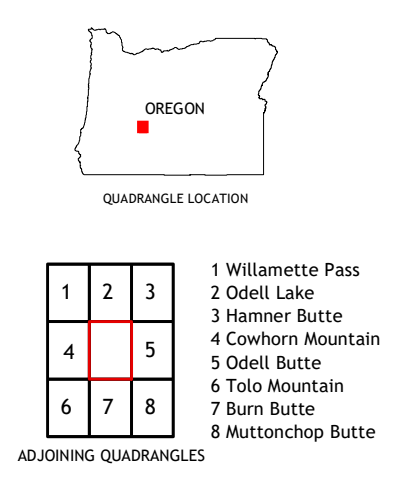 OREGON
QUADRANGLE LOCATION
1 2 3
4 5
6 7 8
ADJOINING QUADRANGLES
1 Willamette Pass
2 Odell Lake
3 Hamner Butte
4 Cowhorn Mountain
5 Odell Butte
6 Tolo Mountain
7 Burn Butte
8 Muttonchop Butte